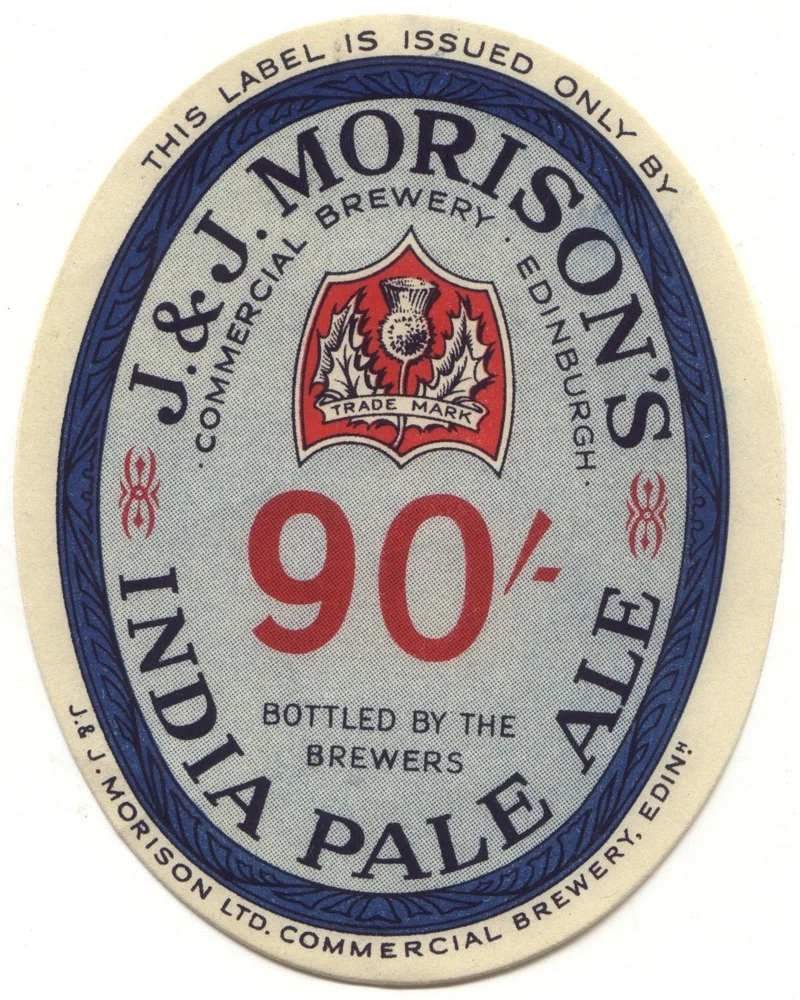 THIS LABEL IS ISSUED ONLY BY
J. & J. MORISON'S
· COMMERCIAL BREWERY · EDINBURGH ·
TRADE MARK
90/-
BOTTLED BY THE
BREWERS
INDIA PALE ALE
J. & J. MORISON LTD. COMMERCIAL BREWERY, EDINH